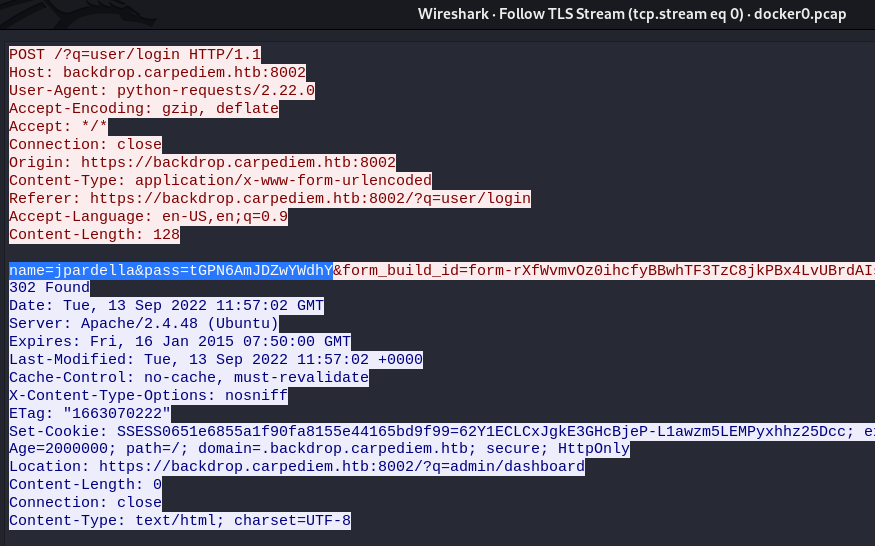 Wireshark · Follow TLS Stream (tcp.stream eq 0) · docker0.pcap
POST /?q=user/login HTTP/1.1
Host: backdrop.carpediem.htb:8002
User-Agent: python-requests/2.22.0
Accept-Encoding: gzip, deflate
Accept: */*
Connection: close
Origin: https://backdrop.carpediem.htb:8002
Content-Type: application/x-www-form-urlencoded
Referer: https://backdrop.carpediem.htb:8002/?q=user/login
Accept-Language: en-US,en;q=0.9
Content-Length: 128
name=jpardella&pass=tGPN6AmJDZwYWdhY&form_build_id=form-rXfWvmvOz0ihcfyBBwhTF3TzC8jkPBx4LvUBrdAI
302 Found
Date: Tue, 13 Sep 2022 11:57:02 GMT
Server: Apache/2.4.48 (Ubuntu)
Expires: Fri, 16 Jan 2015 07:50:00 GMT
Last-Modified: Tue, 13 Sep 2022 11:57:02 +0000
Cache-Control: no-cache, must-revalidate
X-Content-Type-Options: nosniff
ETag: "1663070222"
Set-Cookie: SSESS0651e6855a1f90fa8155e44165bd9f99=62Y1ECLCxJgkE3GHcBjeP-L1awzm5LEMPyxhhz25Dcc; e
Age=2000000; path=/; domain=.backdrop.carpediem.htb; secure; HttpOnly
Location: https://backdrop.carpediem.htb:8002/?q=admin/dashboard
Content-Length: 0
Connection: close
Content-Type: text/html; charset=UTF-8